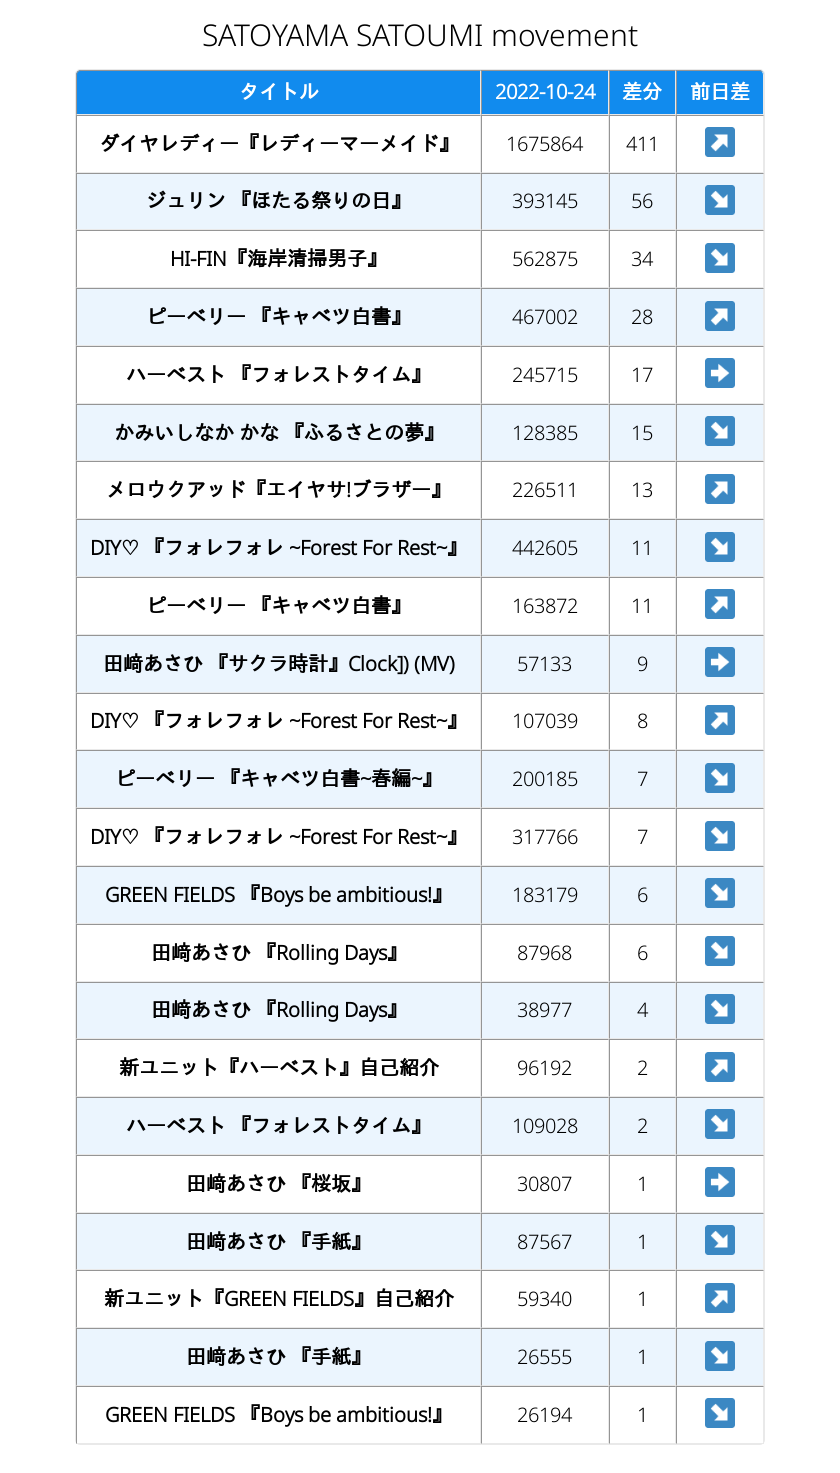 SATOYAMA SATOUMI movement
タイトル 2022-10-24 差分 前日差
ダイヤレディー『レディーマーメイド』 1675864 411 ↗
ジュリン 『ほたる祭りの日』 393145 56 ↘
HI-FIN『海岸清掃男子』 562875 34 ↘
ピーベリー 『キャベツ白書』 467002 28 ↗
ハーベスト 『フォレストタイム』 245715 17 ➡
かみいしなか かな 『ふるさとの夢』 128385 15 ↘
メロウクアッド『エイヤサ!ブラザー』 226511 13 ↗
DIY♡ 『フォレフォレ ~Forest For Rest~』 442605 11 ↘
ピーベリー 『キャベツ白書』 163872 11 ↗
田﨑あさひ 『サクラ時計』Clock]) (MV) 57133 9 ➡
DIY♡ 『フォレフォレ ~Forest For Rest~』 107039 8 ↗
ピーベリー 『キャベツ白書~春編~』 200185 7 ↘
DIY♡ 『フォレフォレ ~Forest For Rest~』 317766 7 ↘
GREEN FIELDS 『Boys be ambitious!』 183179 6 ↘
田﨑あさひ 『Rolling Days』 87968 6 ↘
田﨑あさひ 『Rolling Days』 38977 4 ↘
新ユニット『ハーベスト』自己紹介 96192 2 ↗
ハーベスト 『フォレストタイム』 109028 2 ↘
田﨑あさひ 『桜坂』 30807 1 ➡
田﨑あさひ 『手紙』 87567 1 ↘
新ユニット『GREEN FIELDS』自己紹介 59340 1 ↗
田﨑あさひ 『手紙』 26555 1 ↘
GREEN FIELDS 『Boys be ambitious!』 26194 1 ↘